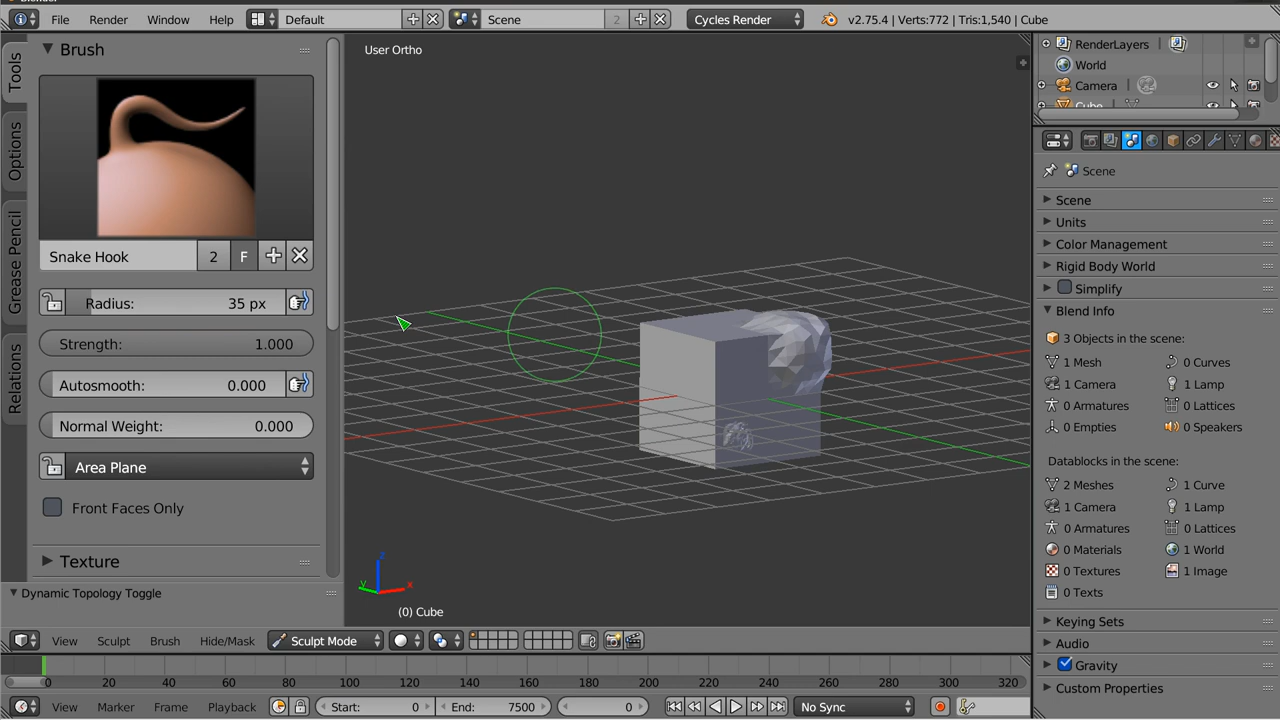 File Render Window Help Default Scene 2 Cycles Render v2.75.4 | Verts:772 | Tris:1,540 | Cube
Tools
Options
Grease Pencil
Relations
Brush
Snake Hook 2 F
Radius: 35 px
Strength: 1.000
Autosmooth: 0.000
Normal Weight: 0.000
Area Plane
Front Faces Only
Texture
Dynamic Topology Toggle
User Ortho
z
y
x
(0) Cube
View Sculpt Brush Hide/Mask Sculpt Mode
RenderLayers
World
Camera
Cube
Scene
Scene
Units
Color Management
Rigid Body World
Simplify
Blend Info
3 Objects in the scene:
1 Mesh 0 Curves
1 Camera 1 Lamp
0 Armatures 0 Lattices
0 Empties 0 Speakers
Datablocks in the scene:
2 Meshes 1 Curve
1 Camera 1 Lamp
0 Armatures 0 Lattices
0 Materials 1 World
0 Textures 1 Image
0 Texts
Keying Sets
Audio
Gravity
Custom Properties
0 20 40 60 80 100 120 140 160 180 200 220 240 260 280 300 320
View Marker Frame Playback Start: 0 End: 7500 0 No Sync